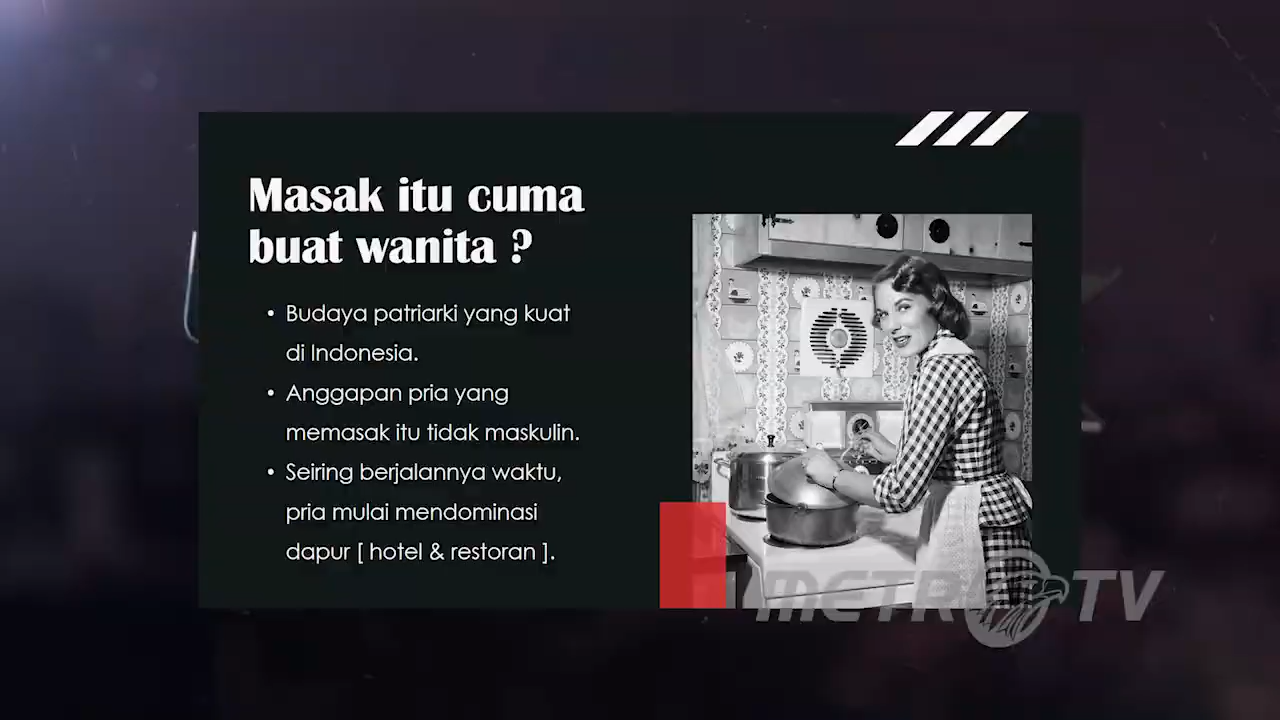 Masak itu cuma
buat wanita ?
• Budaya patriarki yang kuat
di Indonesia.
• Anggapan pria yang
memasak itu tidak maskulin.
• Seiring berjalannya waktu,
pria mulai mendominasi
dapur [ hotel & restoran ].
METRO TV